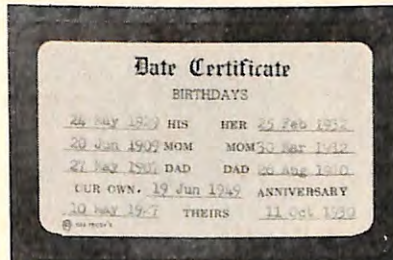 Date Certificate
BIRTHDAYS
24 May 1929 HIS HER 25 Feb 1932
20 Jun 1909 MOM MOM 30 Mar 1912
27 May 1907 DAD DAD 26 Aug 1910
OUR OWN. 19 Jun 1949 ANNIVERSARY
10 May 1927 THEIRS 11 Oct 1930